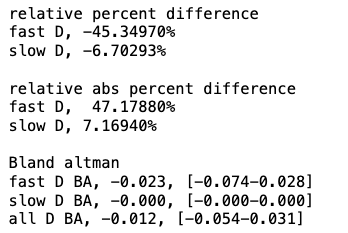 relative percent difference
fast D, -45.34970%
slow D, -6.70293%
relative abs percent difference
fast D,  47.17880%
slow D, 7.16940%
Bland altman
fast D BA, -0.023, [-0.074-0.028]
slow D BA, -0.000, [-0.000-0.000]
all D BA, -0.012, [-0.054-0.031]